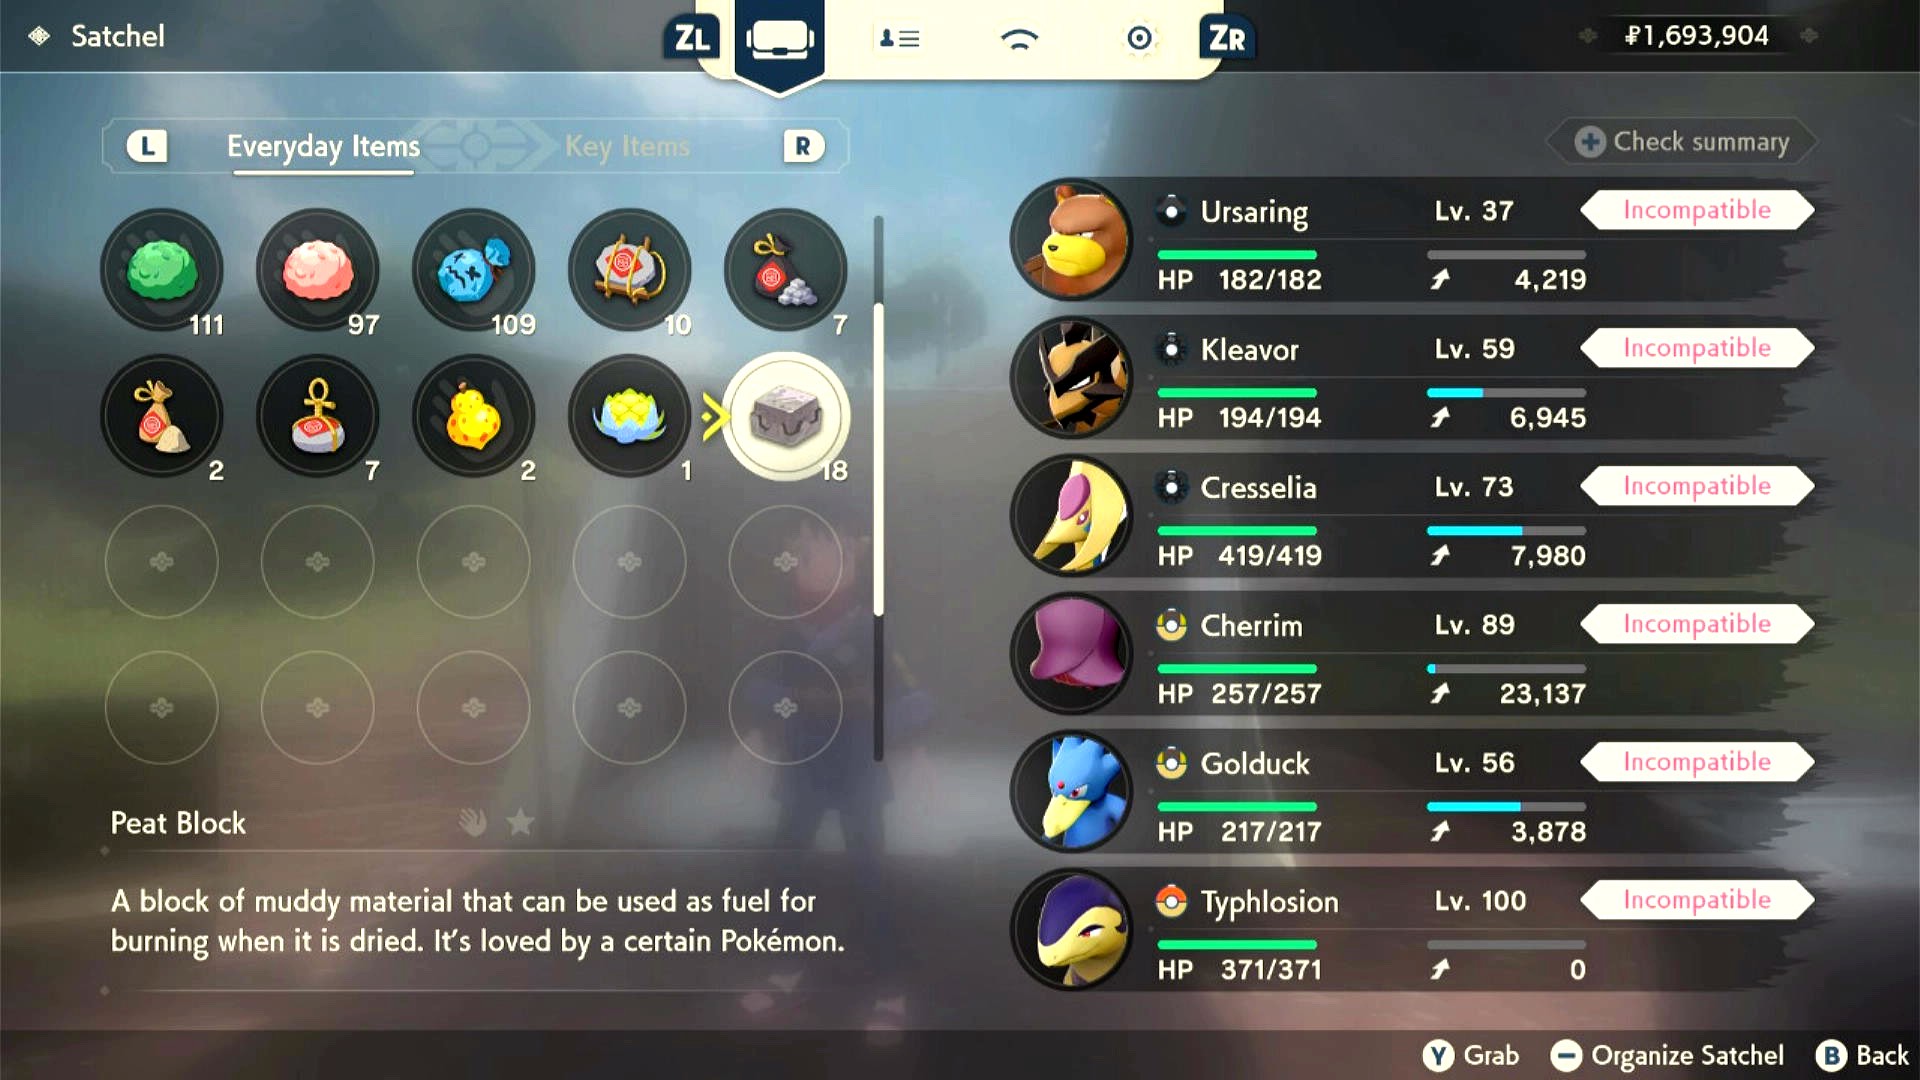 Satchel
ZL
ZR
₽1,693,904
L
Everyday Items
Key Items
R
Check summary
111
97
109
10
7
2
7
2
1
18
Peat Block
A block of muddy material that can be used as fuel for
burning when it is dried. It's loved by a certain Pokémon.
Ursaring
Lv. 37
Incompatible
HP 182/182
4,219
Kleavor
Lv. 59
Incompatible
HP 194/194
6,945
Cresselia
Lv. 73
Incompatible
HP 419/419
7,980
Cherrim
Lv. 89
Incompatible
HP 257/257
23,137
Golduck
Lv. 56
Incompatible
HP 217/217
3,878
Typhlosion
Lv. 100
Incompatible
HP 371/371
0
Y Grab
Organize Satchel
B Back